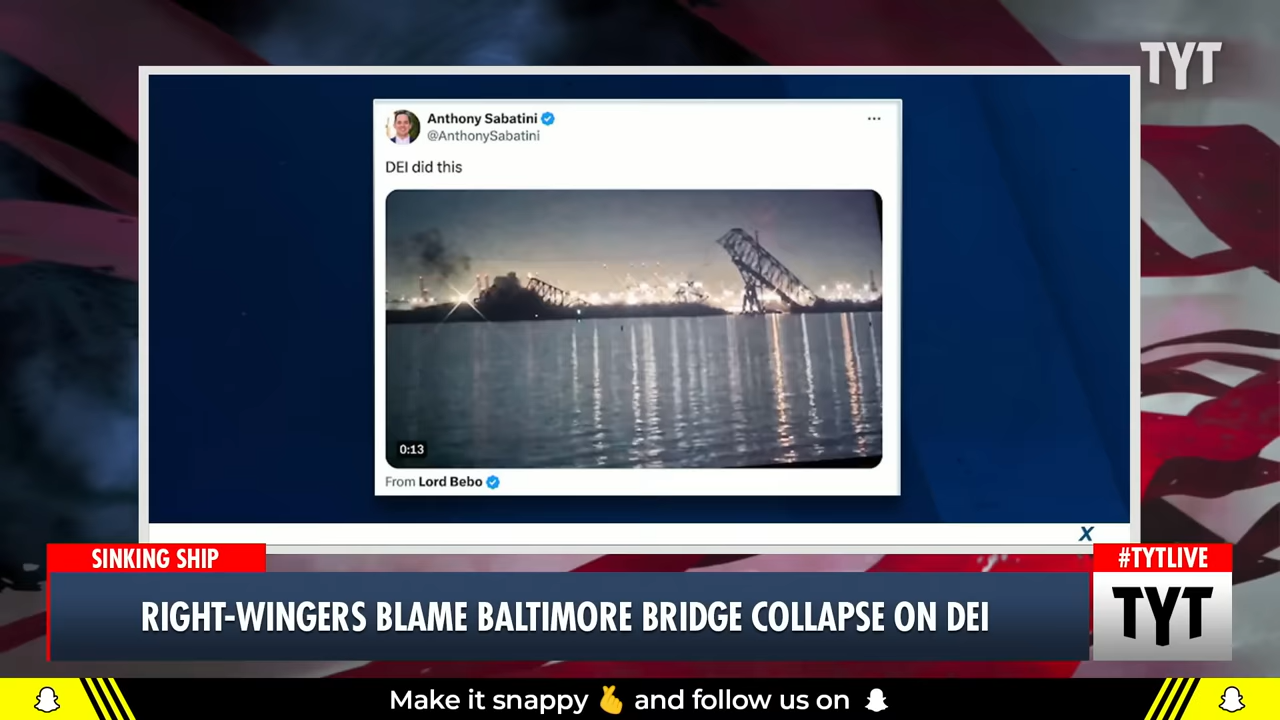 TYT
Anthony Sabatini
@AnthonySabatini
DEI did this
0:13
From Lord Bebo
X
SINKING SHIP
#TYTLIVE
RIGHT-WINGERS BLAME BALTIMORE BRIDGE COLLAPSE ON DEI
TYT
Make it snappy 🫰 and follow us on